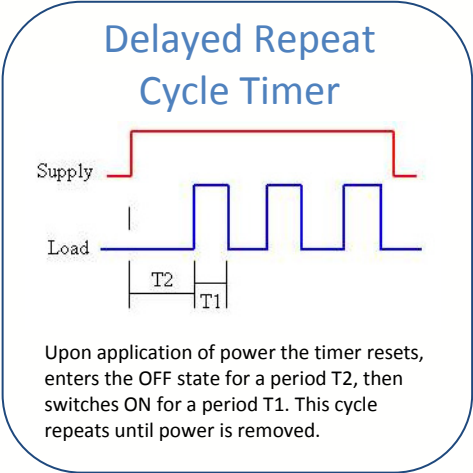 Delayed Repeat
Cycle Timer
Supply
Load
T2
T1
Upon application of power the timer resets,
enters the OFF state for a period T2, then
switches ON for a period T1. This cycle
repeats until power is removed.